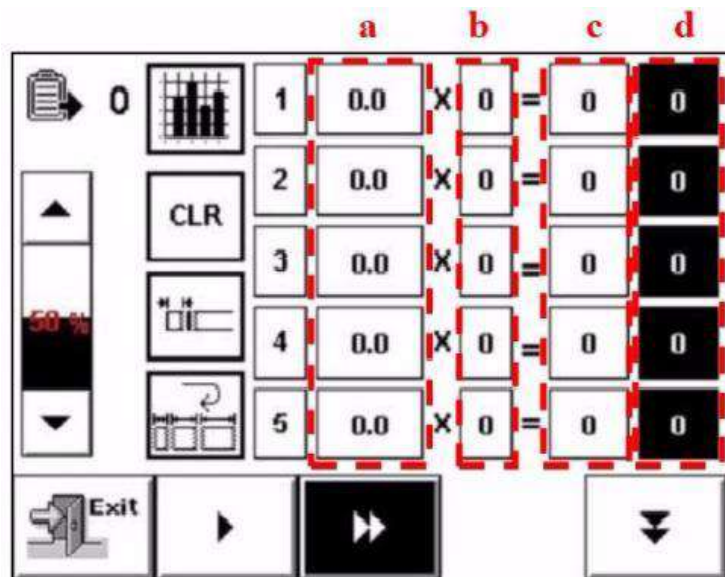 a b c d
0 1 0.0 X 0 = 0 0
CLR 2 0.0 X 0 = 0 0
50 % 3 0.0 X 0 = 0 0
4 0.0 X 0 = 0 0
5 0.0 X 0 = 0 0
Exit